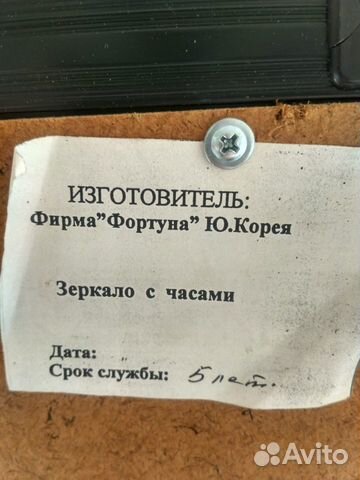 ИЗГОТОВИТЕЛЬ:
Фирма"Фортуна" Ю.Корея
Зеркало с часами
Дата: „
Срок службы: 5 лет.
Avito